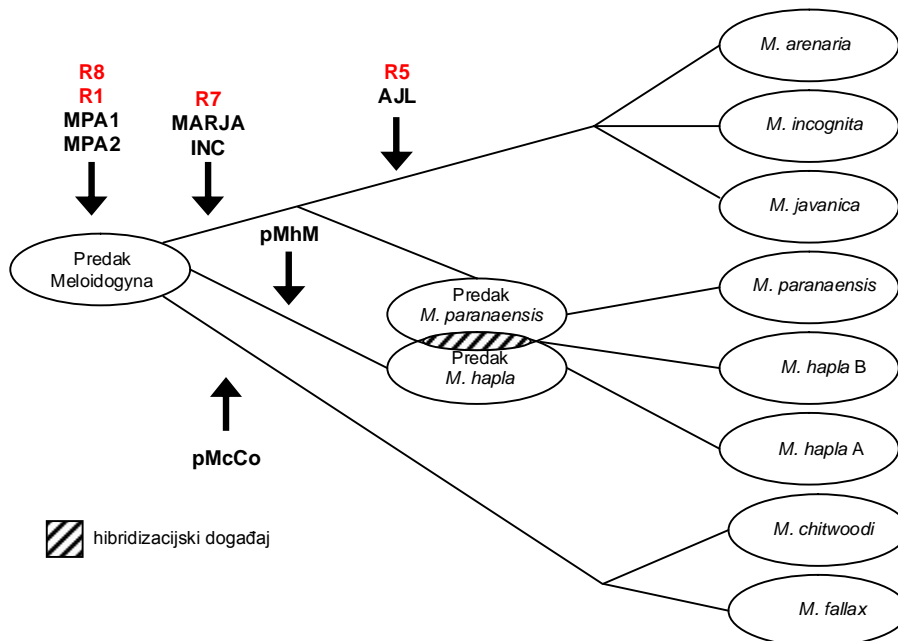 R8
R1
MPA1
MPA2
R7
MARJA
INC
R5
AJL
pMhM
pMcCo
Predak
Meloidogyna
Predak
M. paranaensis
Predak
M. hapla
M. arenaria
M. incognita
M. javanica
M. paranaensis
M. hapla B
M. hapla A
M. chitwoodi
M. fallax
hibridizacijski događaj